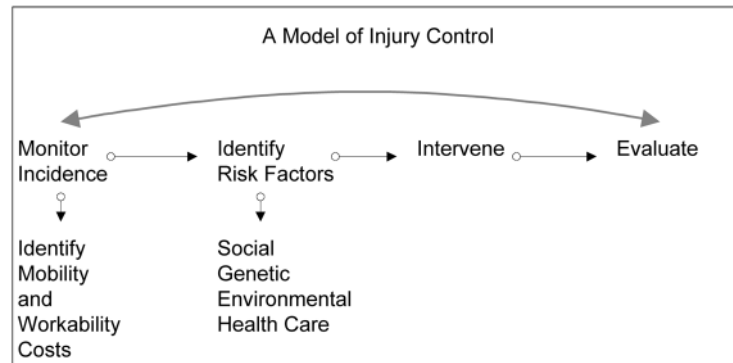 A Model of Injury Control
Monitor
Incidence
Identify
Risk Factors
Intervene
Evaluate
Identify
Mobility
and
Workability
Costs
Social
Genetic
Environmental
Health Care